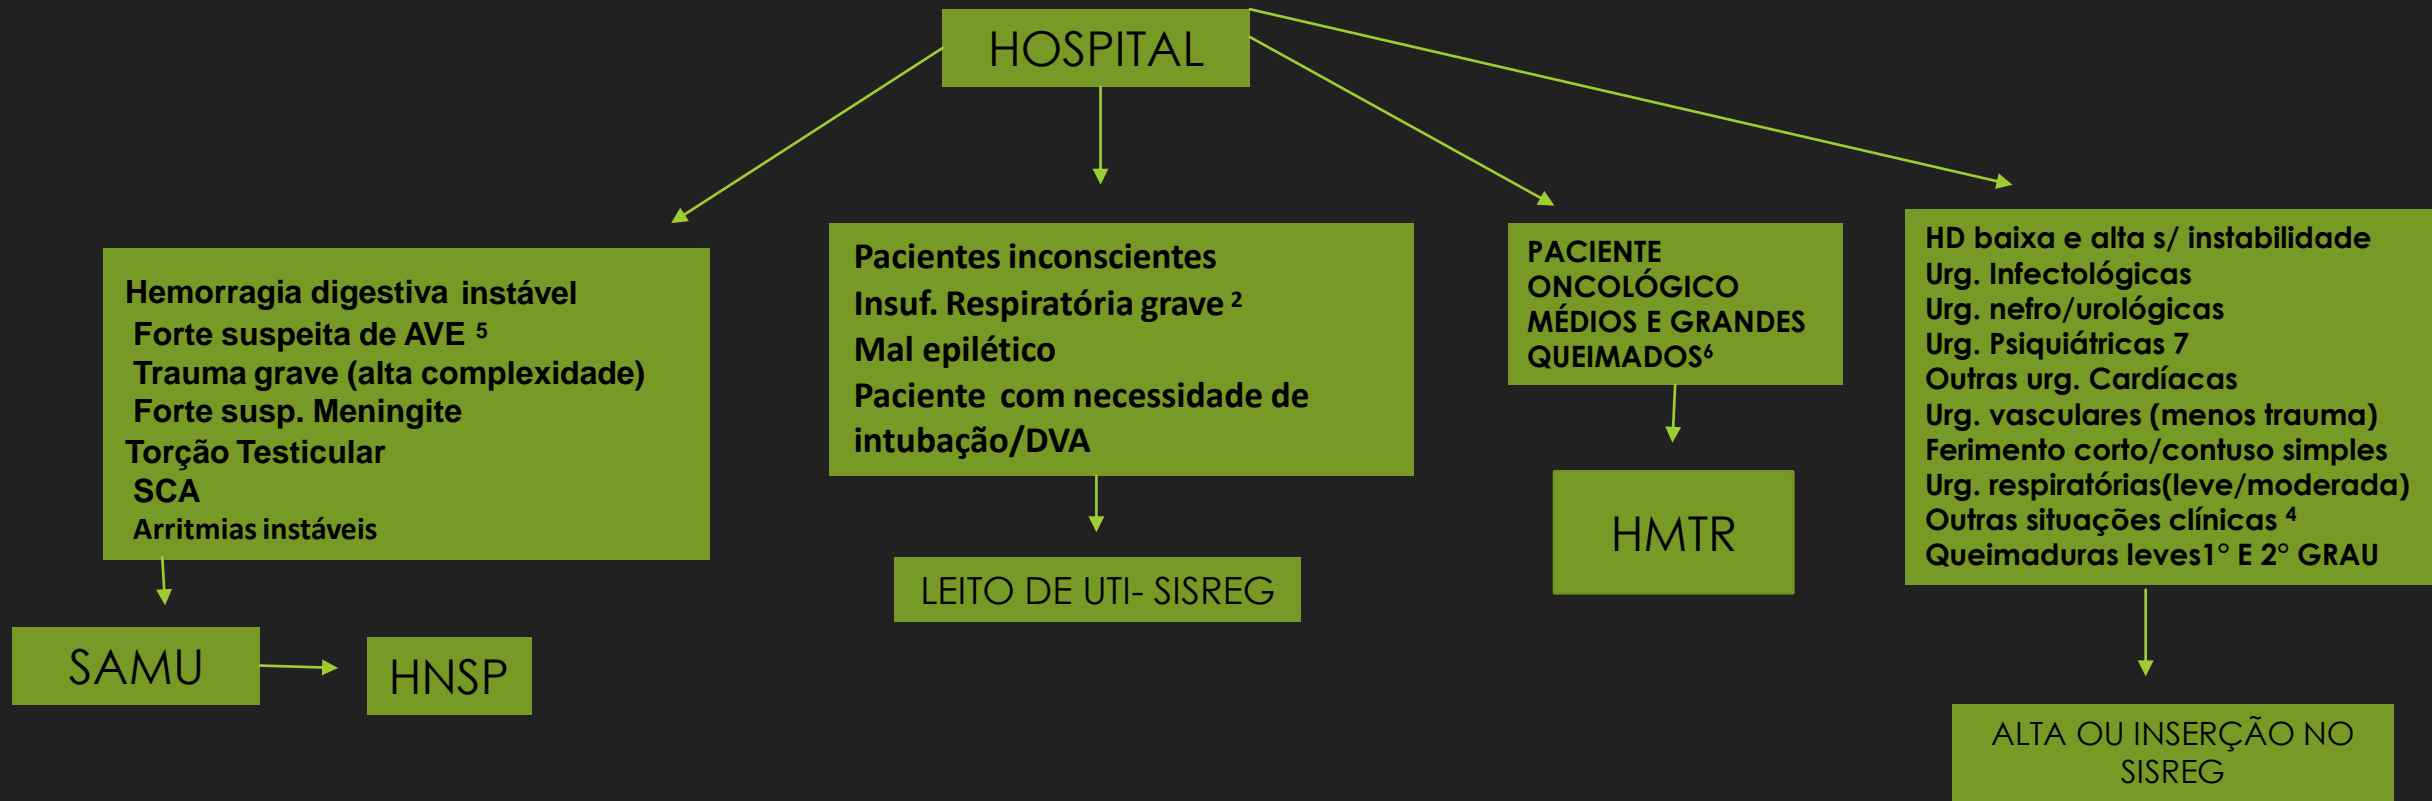 HOSPITAL
Hemorragia digestiva instável
Forte suspeita de AVE ⁵
Trauma grave (alta complexidade)
Forte susp. Meningite
Torção Testicular
SCA
Arritmias instáveis
SAMU
HNSP
Pacientes inconscientes
Insuf. Respiratória grave ²
Mal epilético
Paciente com necessidade de
intubação/DVA
LEITO DE UTI- SISREG
PACIENTE
ONCOLÓGICO
MÉDIOS E GRANDES
QUEIMADOS⁶
HMTR
HD baixa e alta s/ instabilidade
Urg. Infectológicas
Urg. nefro/urológicas
Urg. Psiquiátricas 7
Outras urg. Cardíacas
Urg. vasculares (menos trauma)
Ferimento corto/contuso simples
Urg. respiratórias(leve/moderada)
Outras situações clínicas ⁴
Queimaduras leves1° E 2° GRAU
ALTA OU INSERÇÃO NO
SISREG